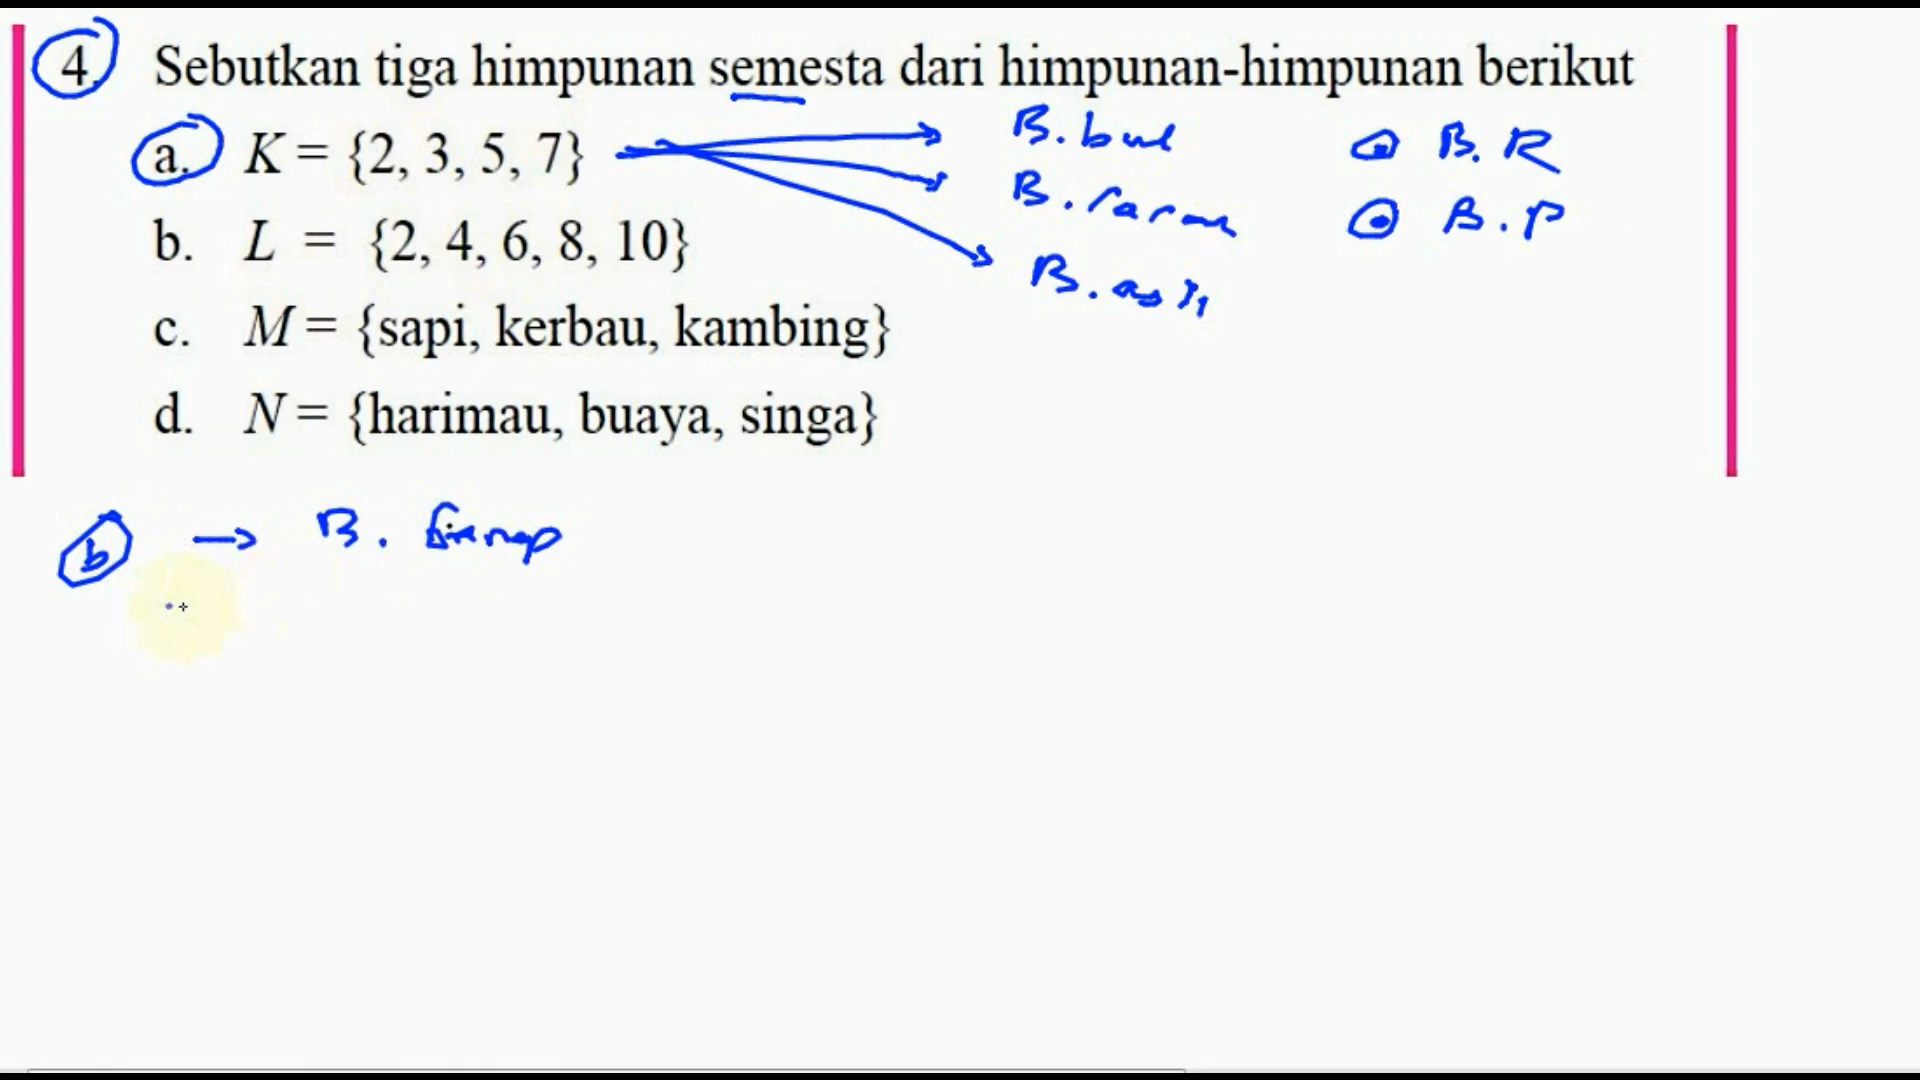 4. Sebutkan tiga himpunan semesta dari himpunan-himpunan berikut
a. K = {2, 3, 5, 7}
B. bul
B. R
B. P
b. L = {2, 4, 6, 8, 10}
B.
B. asli
c. M = {sapi, kerbau, kambing}
d. N = {harimau, buaya, singa}
b → B. Genap